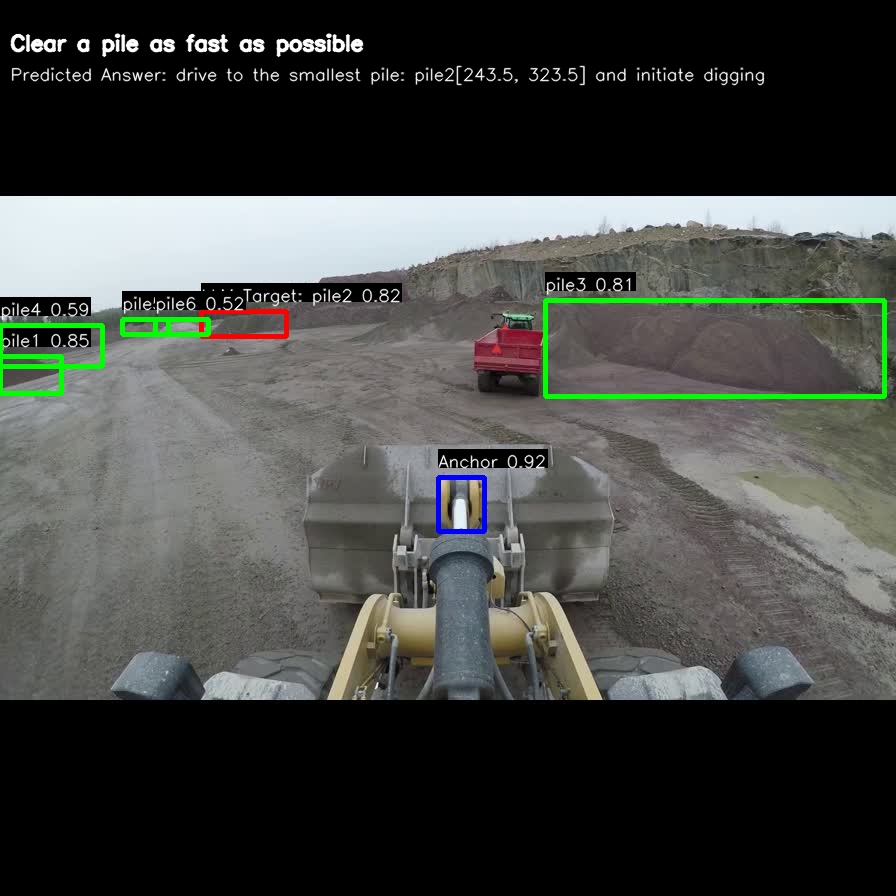 Clear a pile as fast as possible
Predicted Answer: drive to the smallest pile: pile2[243.5, 323.5] and initiate digging
pile3 0.81
Target: pile2 0.82
pile6 0.52
pile4 0.59
pile1 0.85
Anchor 0.92